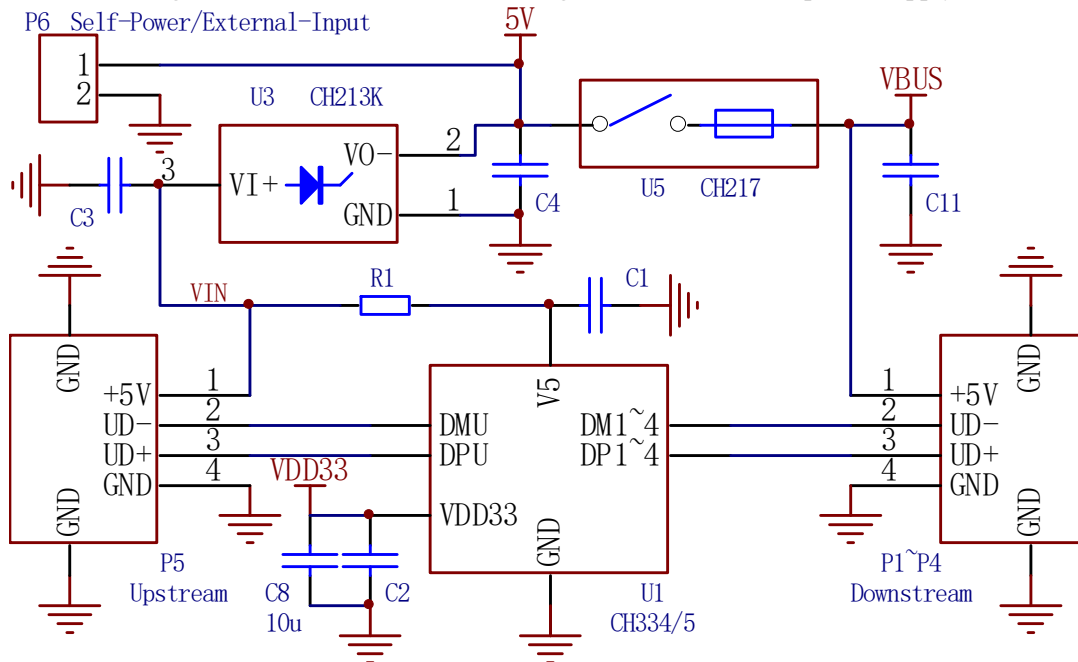 P6 Self-Power/External-Input
5V
1
2
VBUS
U3 CH213K
2
VO-
3
VI+
1
GND
C3
C4
U5 CH217
C11
R1
C1
VIN
GND
+5V
1
UD-
2
UD+
3
GND
4
GND
P5
Upstream
V5
DMU
DPU
VDD33
GND
DM1~4
DP1~4
U1
CH334/5
VDD33
C8
10u
C2
GND
1
+5V
2
UD-
3
UD+
4
GND
GND
P1~P4
Downstream